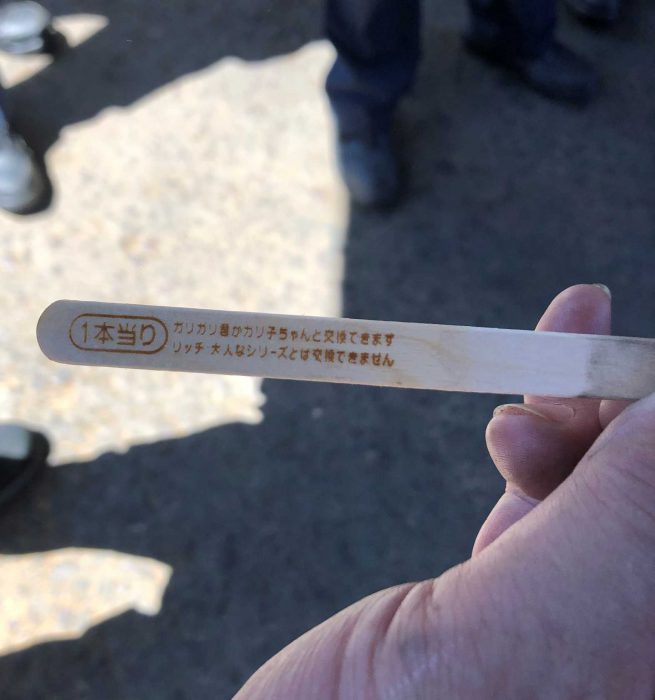 1本当り
ガリガリ君かガリ子ちゃんと交換できます
リッチ 大人なシリーズとは交換できません